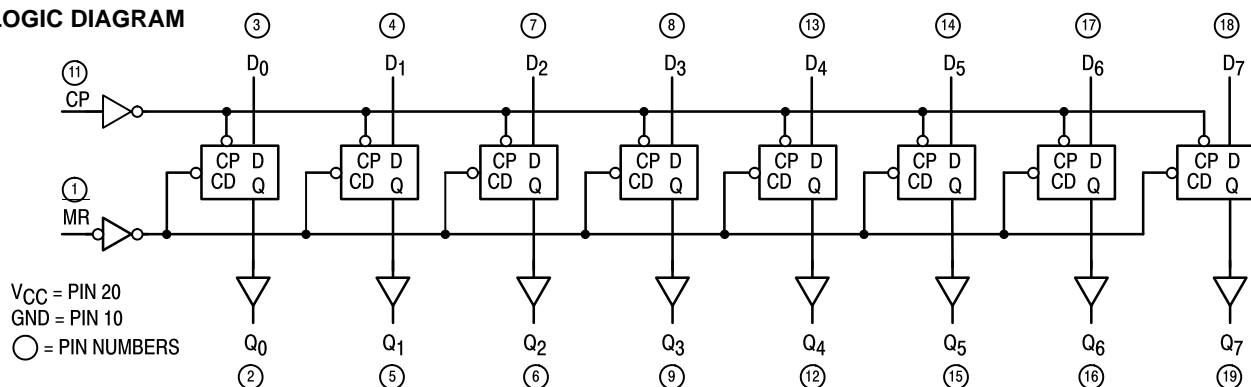 LOGIC DIAGRAM
3 4 7 8 13 14 17 18
D0 D1 D2 D3 D4 D5 D6 D7
11
CP
CP D CP D CP D CP D CP D CP D CP D CP D
CD Q CD Q CD Q CD Q CD Q CD Q CD Q CD Q
1
MR
VCC = PIN 20
GND = PIN 10
= PIN NUMBERS
Q0 Q1 Q2 Q3 Q4 Q5 Q6 Q7
2 5 6 9 12 15 16 19